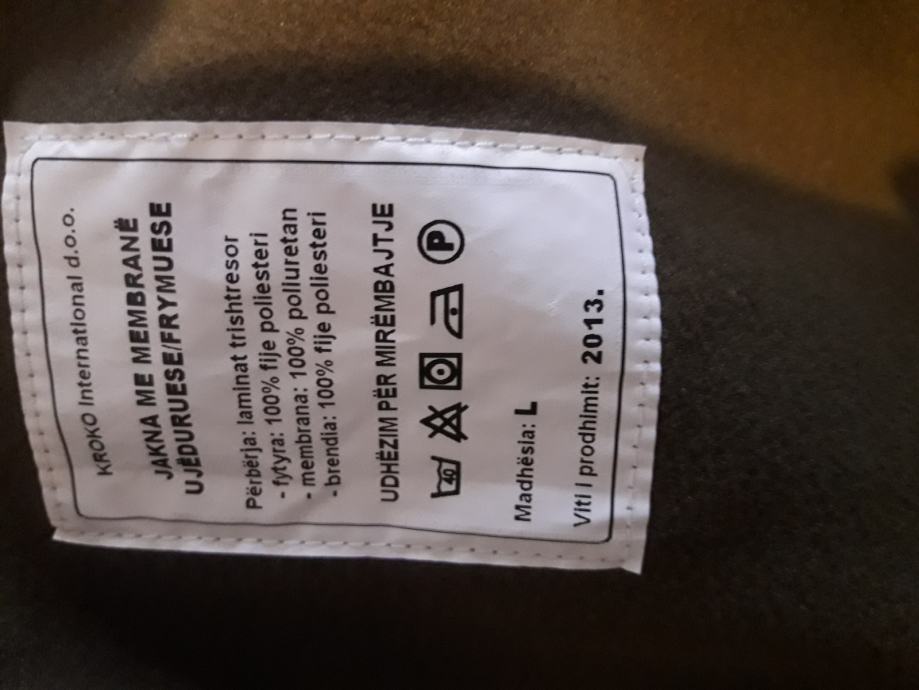 KROKO International d.o.o.
JAKNA ME MEMBRANË
UJËDURUESE/FRYMUESE
Përbërja: laminat trishtresor
- fytyra: 100% fije poliesteri
- membrana: 100% poliuretan
- brendia: 100% fije poliesteri
UDHËZIM PËR MIRËMBAJTJE
40 P
Madhësia: L
Viti i prodhimit: 2013.